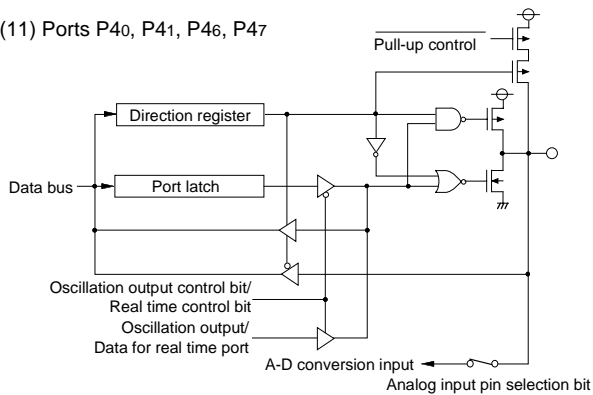 (11) Ports P40, P41, P46, P47
Pull-up control
Direction register
Data bus
Port latch
Oscillation output control bit/
Real time control bit
Oscillation output/
Data for real time port
A-D conversion input
Analog input pin selection bit